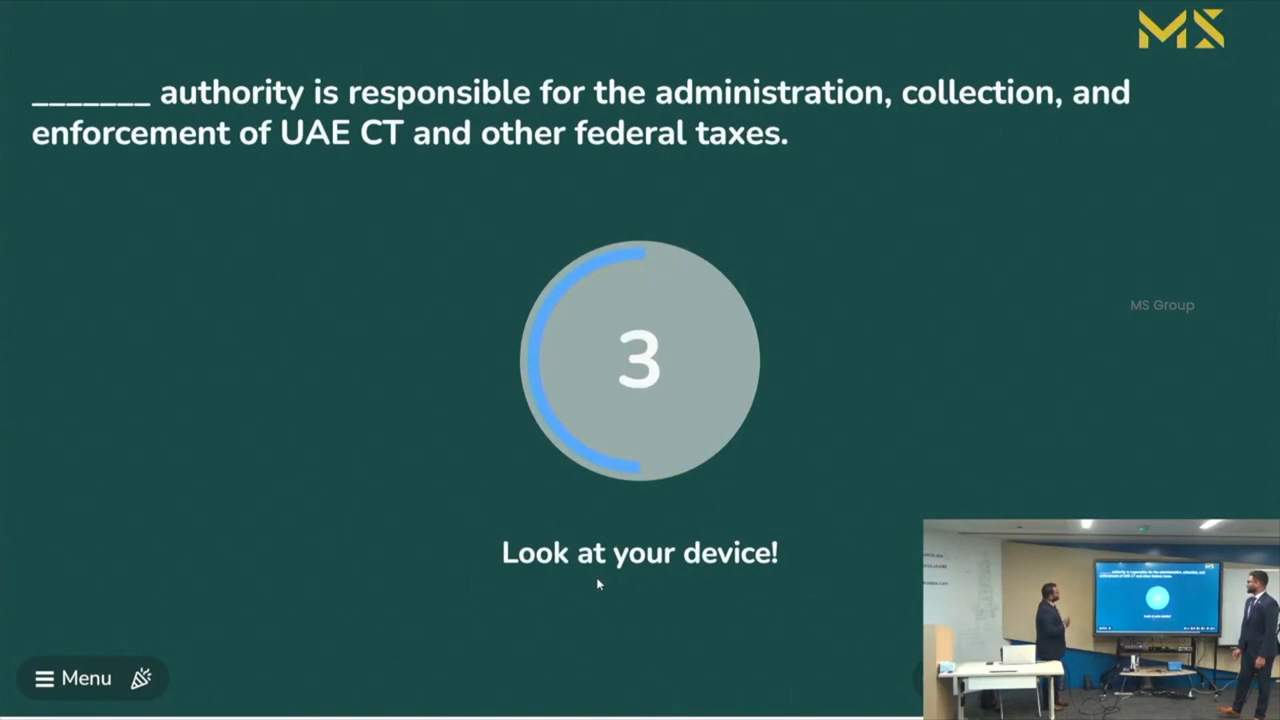 MS
_______ authority is responsible for the administration, collection, and
enforcement of UAE CT and other federal taxes.
3
MS Group
Look at your device!
Menu